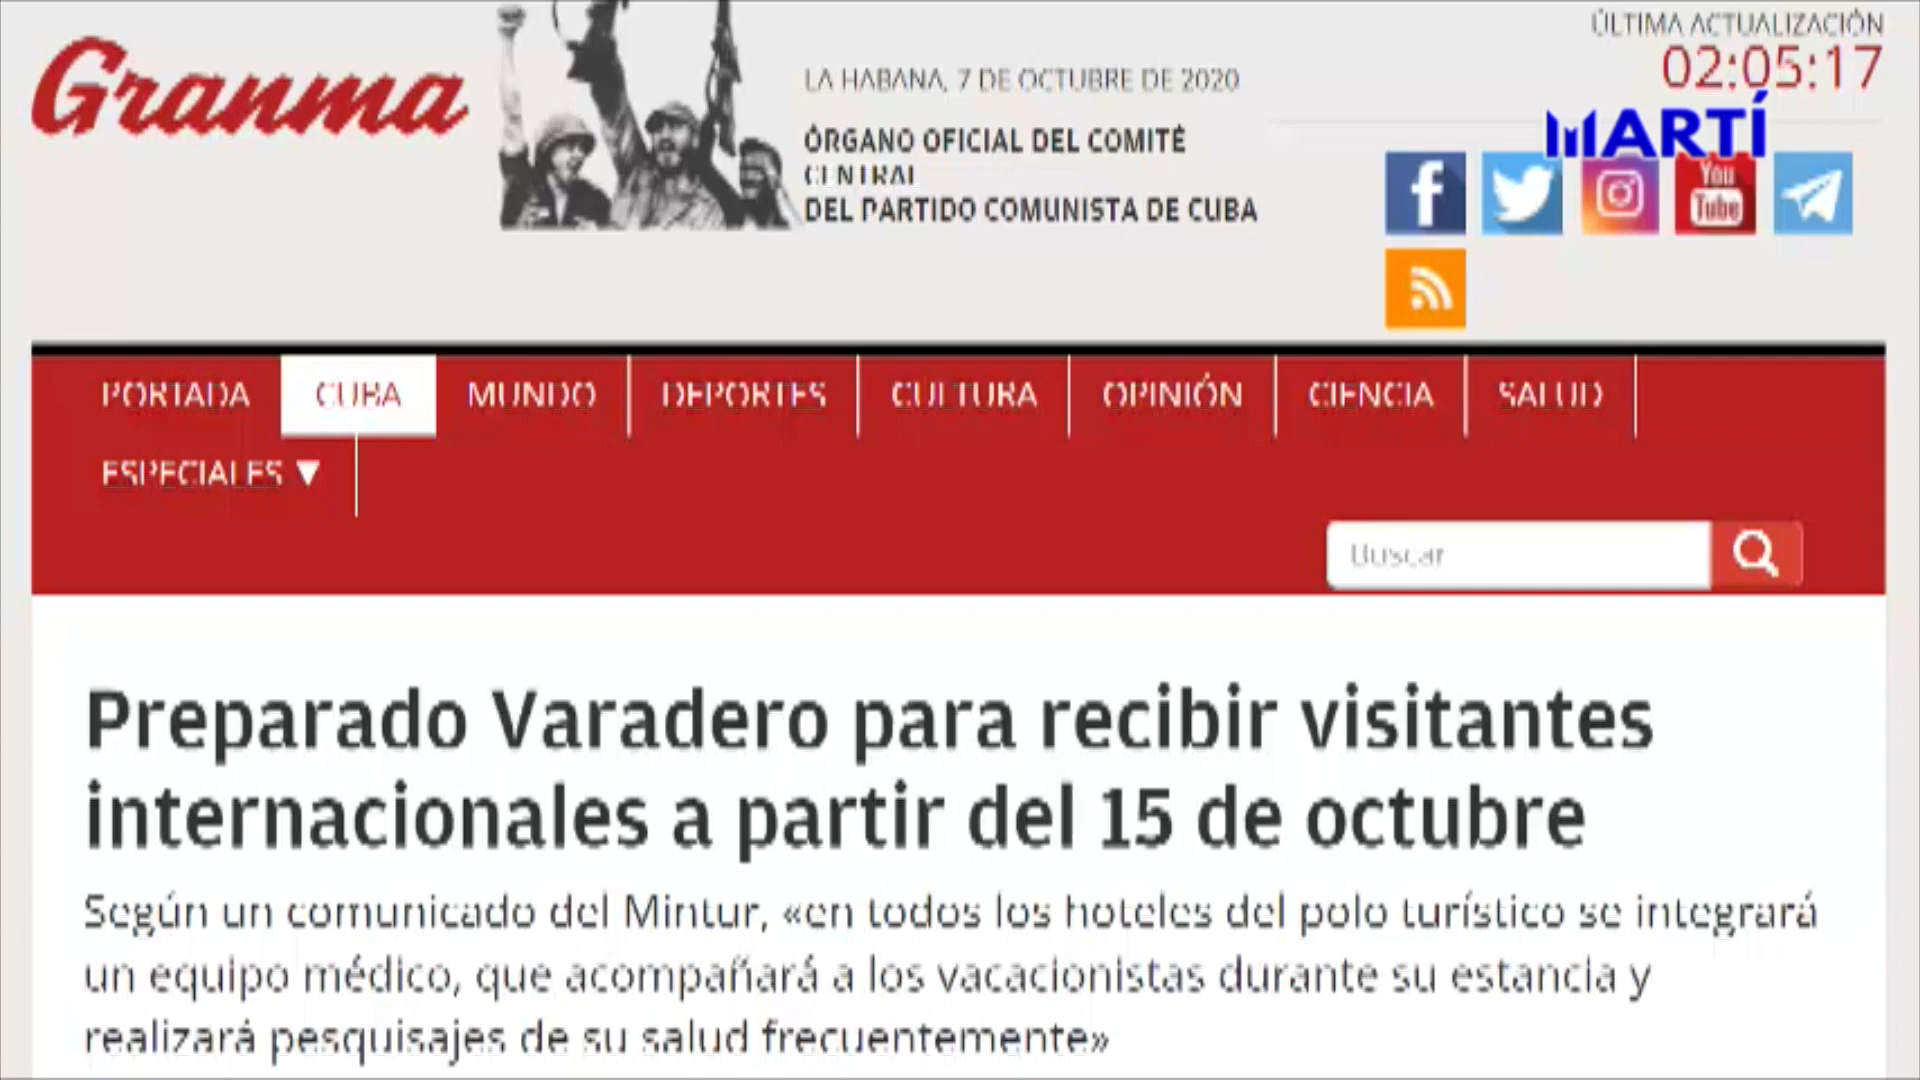 Granma
LA HABANA, 7 DE OCTUBRE DE 2020
ÓRGANO OFICIAL DEL COMITÉ
CENTRAL
DEL PARTIDO COMUNISTA DE CUBA
ÚLTIMA ACTUALIZACIÓN
02:05:17
MARTÍ
You
Tube
PORTADA CUBA MUNDO DEPORTES CULTURA OPINIÓN CIENCIA SALUD
ESPECIALES ▼
Buscar
Preparado Varadero para recibir visitantes
internacionales a partir del 15 de octubre
Según un comunicado del Mintur, «en todos los hoteles del polo turístico se integrará
un equipo médico, que acompañará a los vacacionistas durante su estancia y
realizará pesquisajes de su salud frecuentemente»